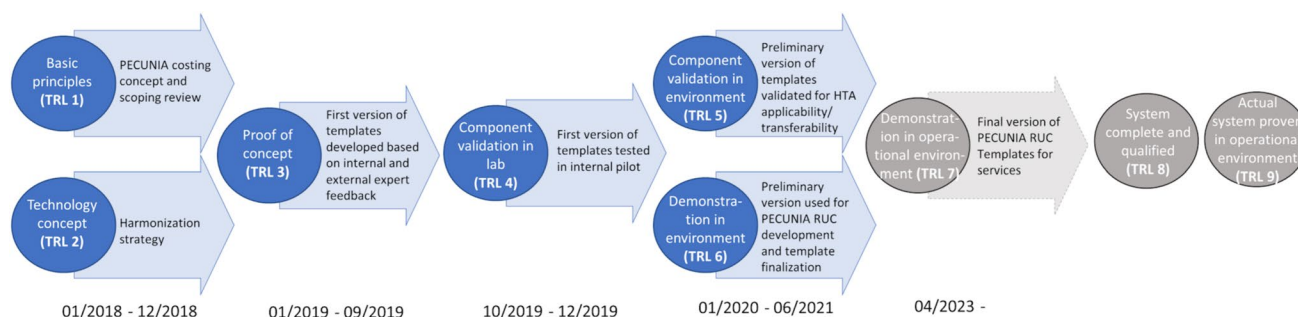 Basic
principles
(TRL 1)
PECUNIA costing
concept and
scoping review
Technology
concept
(TRL 2)
Harmonization
strategy
Proof of
concept
(TRL 3)
First version of
templates
developed based
on internal and
external expert
feedback
Component
validation in
lab
(TRL 4)
First version of
templates tested
in internal pilot
Component
validation in
environment
(TRL 5)
Preliminary
version of
templates
validated for HTA
applicability/
transferability
Demonstra-
tion in
environment
(TRL 6)
Preliminary
version used for
PECUNIA RUC
development
and template
finalization
Demonstrat-
ion in opera-
tional environ-
ment (TRL 7)
Final version of
PECUNIA RUC
Templates for
services
System
complete and
qualified
(TRL 8)
Actual
system proven
in operational
environment
(TRL 9)
01/2018 - 12/2018
01/2019 - 09/2019
10/2019 - 12/2019
01/2020 - 06/2021
04/2023 -